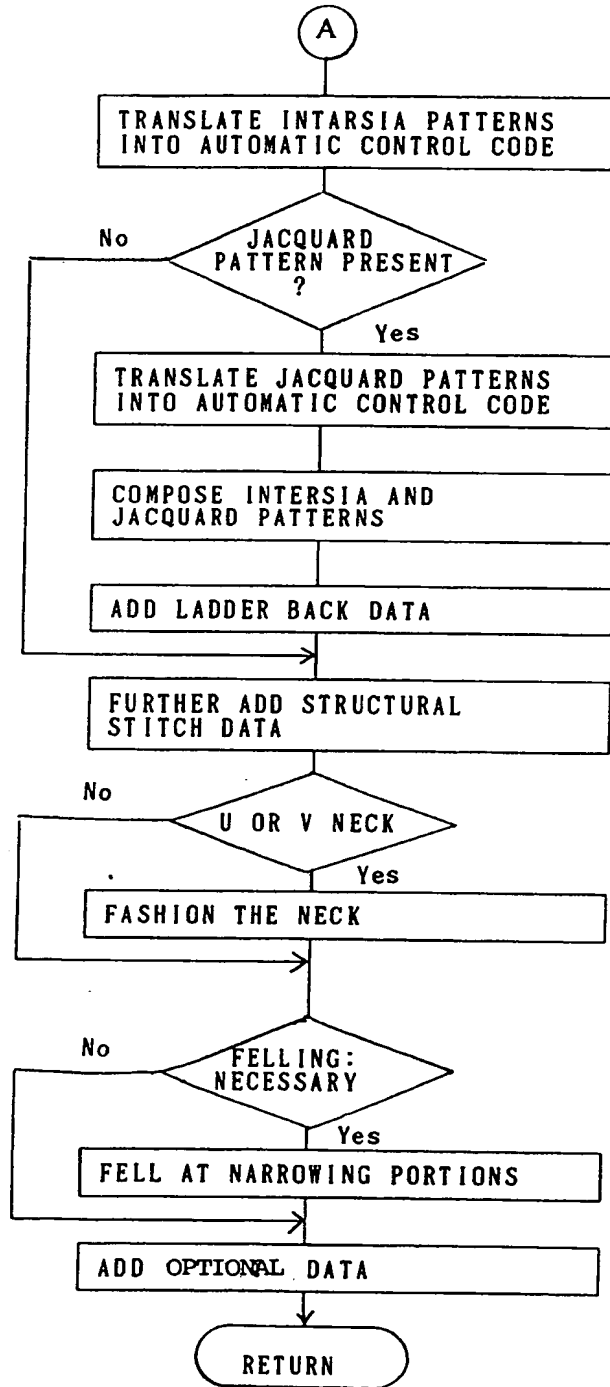 A
TRANSLATE INTARSIA PATTERNS
INTO AUTOMATIC CONTROL CODE
No
JACQUARD
PATTERN PRESENT
?
Yes
TRANSLATE JACQUARD PATTERNS
INTO AUTOMATIC CONTROL CODE
COMPOSE INTERSIA AND
JACQUARD PATTERNS
ADD LADDER BACK DATA
FURTHER ADD STRUCTURAL
STITCH DATA
No
U OR V NECK
Yes
FASHION THE NECK
No
FELLING:
NECESSARY
Yes
FELL AT NARROWING PORTIONS
ADD OPTIONAL DATA
RETURN